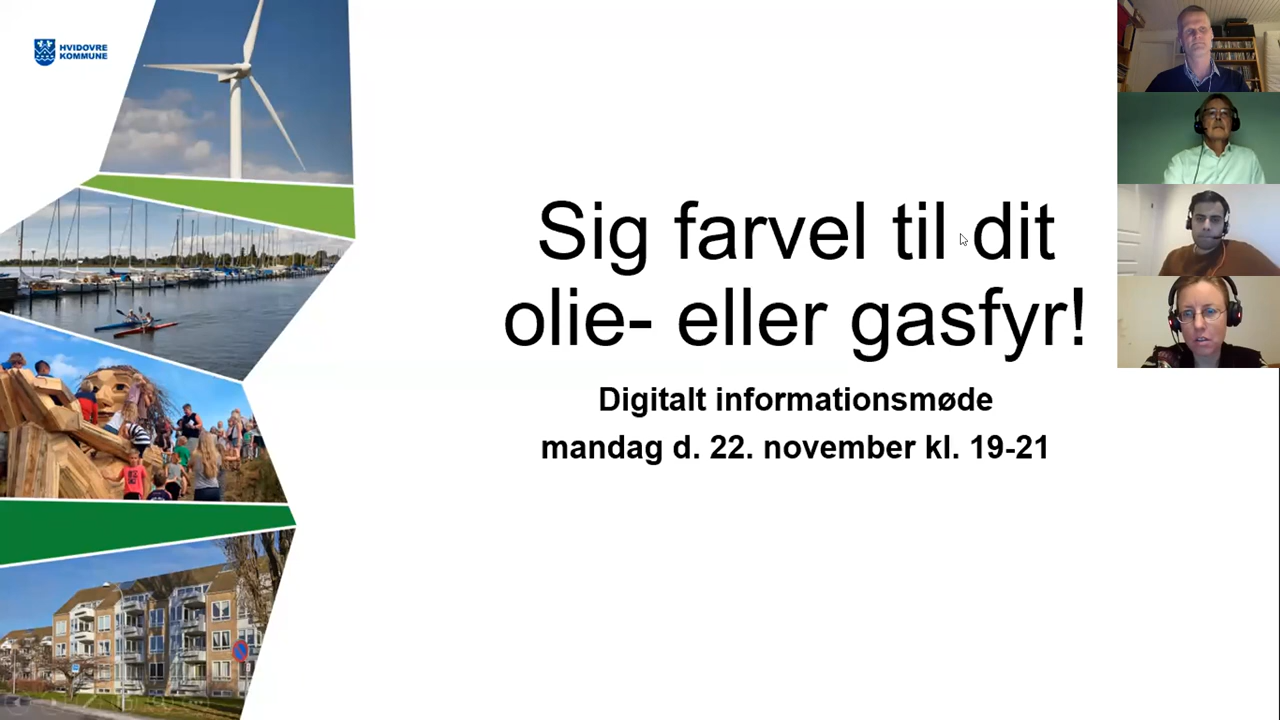 HVIDOVRE
KOMMUNE
Sig farvel til dit
olie- eller gasfyr!
Digitalt informationsmøde
mandag d. 22. november kl. 19-21